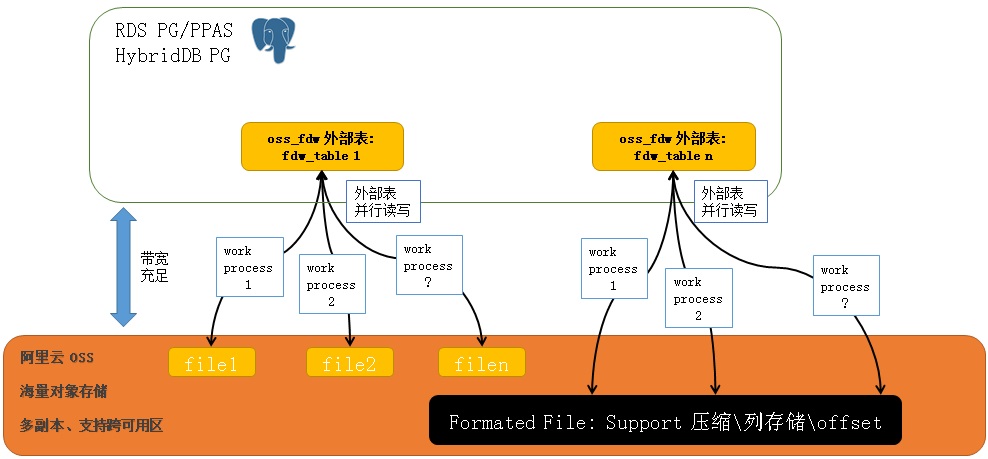 RDS PG/PPAS
HybridDB PG
oss_fdw 外部表:
fdw_table 1
oss_fdw 外部表:
fdw_table n
外部表
并行读写
外部表
并行读写
带宽
充足
work
process
1
work
process
2
work
process
?
work
process
1
work
process
2
work
process
?
阿里云 OSS
海量对象存储
多副本、支持跨可用区
file1
file2
filen
Formated File: Support 压缩\列存储\offset